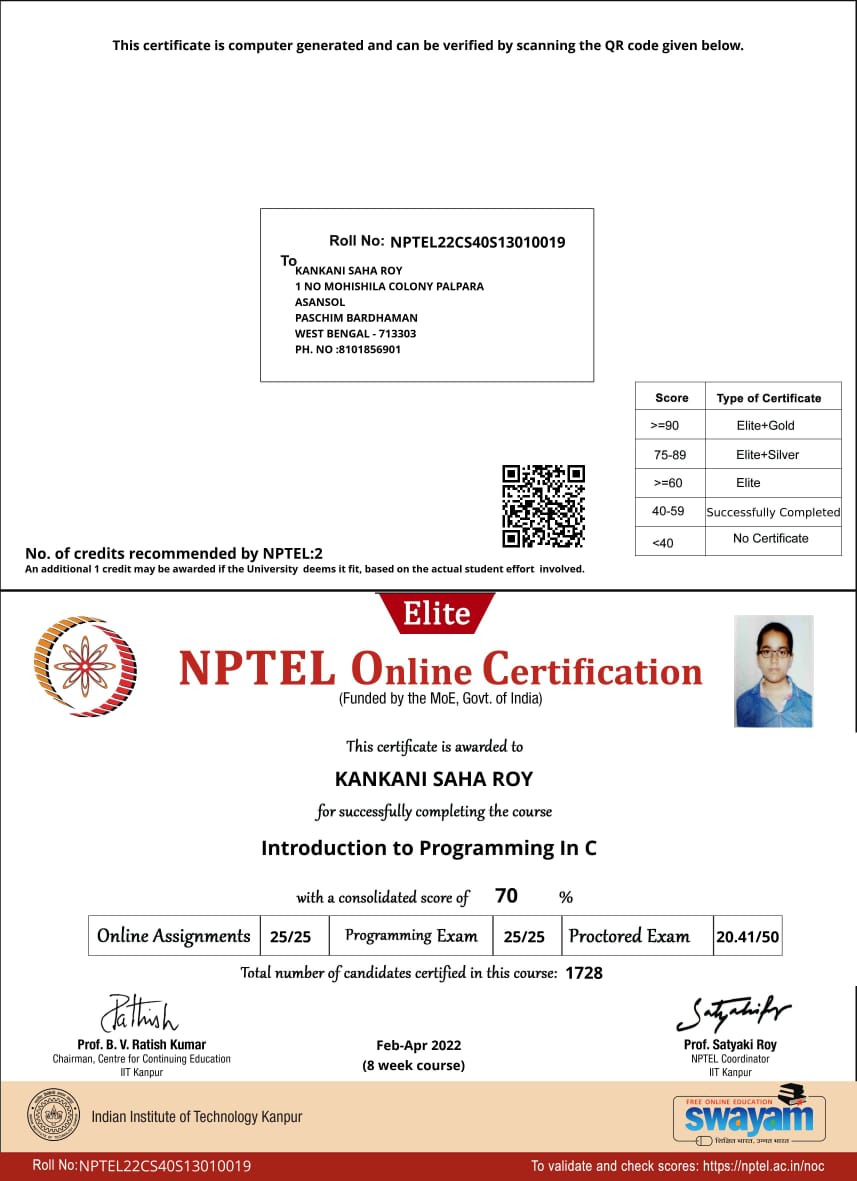 This certificate is computer generated and can be verified by scanning the QR code given below.
Roll No: NPTEL22CS40S13010019
To
KANKANI SAHA ROY
1 NO MOHISHILA COLONY PALPARA
ASANSOL
PASCHIM BARDHAMAN
WEST BENGAL - 713303
PH. NO :8101856901
Score Type of Certificate
>=90 Elite+Gold
75-89 Elite+Silver
>=60 Elite
40-59 Successfully Completed
<40 No Certificate
No. of credits recommended by NPTEL:2
An additional 1 credit may be awarded if the University deems it fit, based on the actual student effort involved.
Elite
NPTEL Online Certification
(Funded by the MoE, Govt. of India)
This certificate is awarded to
KANKANI SAHA ROY
for successfully completing the course
Introduction to Programming In C
with a consolidated score of 70 %
Online Assignments 25/25 Programming Exam 25/25 Proctored Exam 20.41/50
Total number of candidates certified in this course: 1728
Prof. B. V. Ratish Kumar
Chairman, Centre for Continuing Education
IIT Kanpur
Feb-Apr 2022
(8 week course)
Prof. Satyaki Roy
NPTEL Coordinator
IIT Kanpur
Indian Institute of Technology Kanpur
FREE ONLINE EDUCATION
swayam
शिक्षित भारत, उन्नत भारत
Roll No:NPTEL22CS40S13010019
To validate and check scores: https://nptel.ac.in/noc